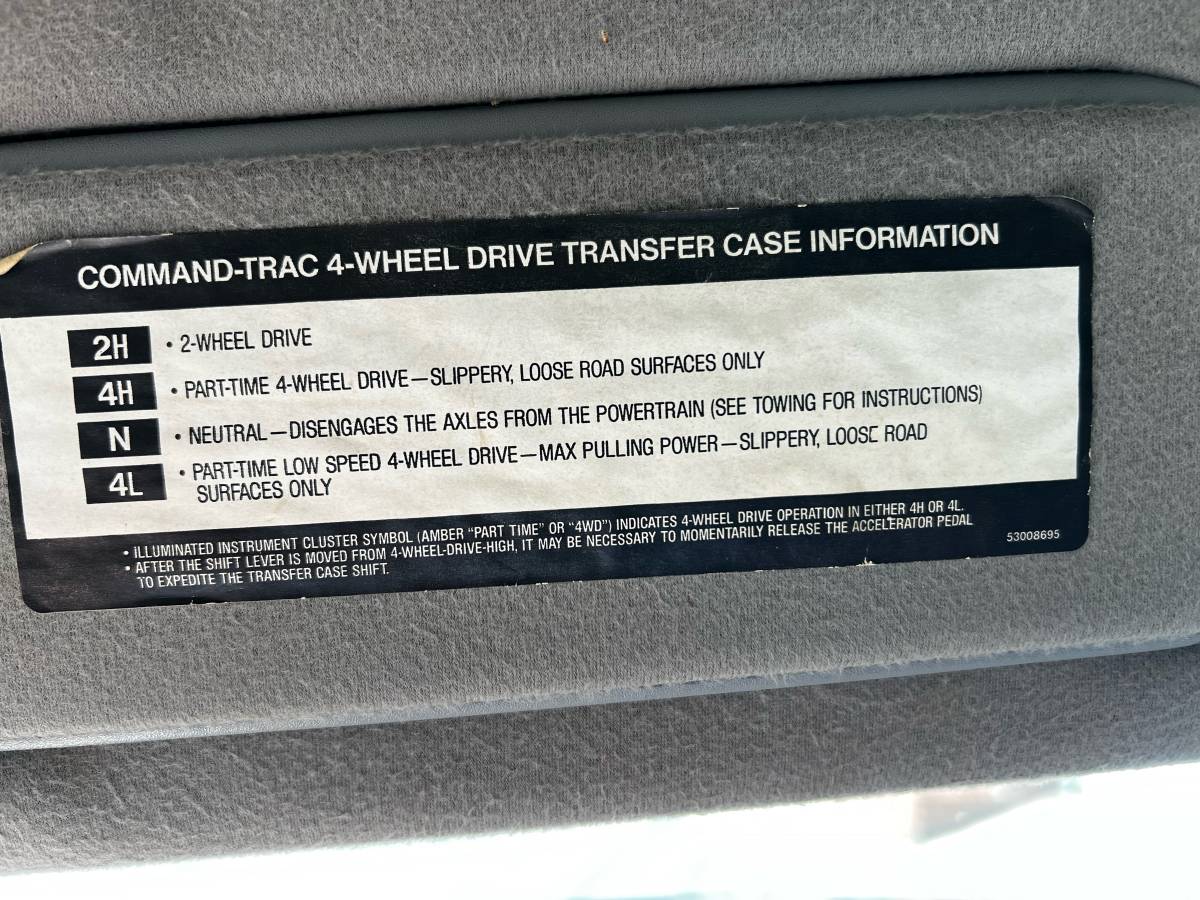 COMMAND-TRAC 4-WHEEL DRIVE TRANSFER CASE INFORMATION
2H • 2-WHEEL DRIVE
4H • PART-TIME 4-WHEEL DRIVE—SLIPPERY, LOOSE ROAD SURFACES ONLY
N • NEUTRAL—DISENGAGES THE AXLES FROM THE POWERTRAIN (SEE TOWING FOR INSTRUCTIONS)
4L • PART-TIME LOW SPEED 4-WHEEL DRIVE—MAX PULLING POWER—SLIPPERY, LOOSE ROAD
SURFACES ONLY
• ILLUMINATED INSTRUMENT CLUSTER SYMBOL (AMBER “PART TIME” OR “4WD”) INDICATES 4-WHEEL DRIVE OPERATION IN EITHER 4H OR 4L.
• AFTER THE SHIFT LEVER IS MOVED FROM 4-WHEEL-DRIVE-HIGH, IT MAY BE NECESSARY TO MOMENTARILY RELEASE THE ACCELERATOR PEDAL
TO EXPEDITE THE TRANSFER CASE SHIFT.
53008695